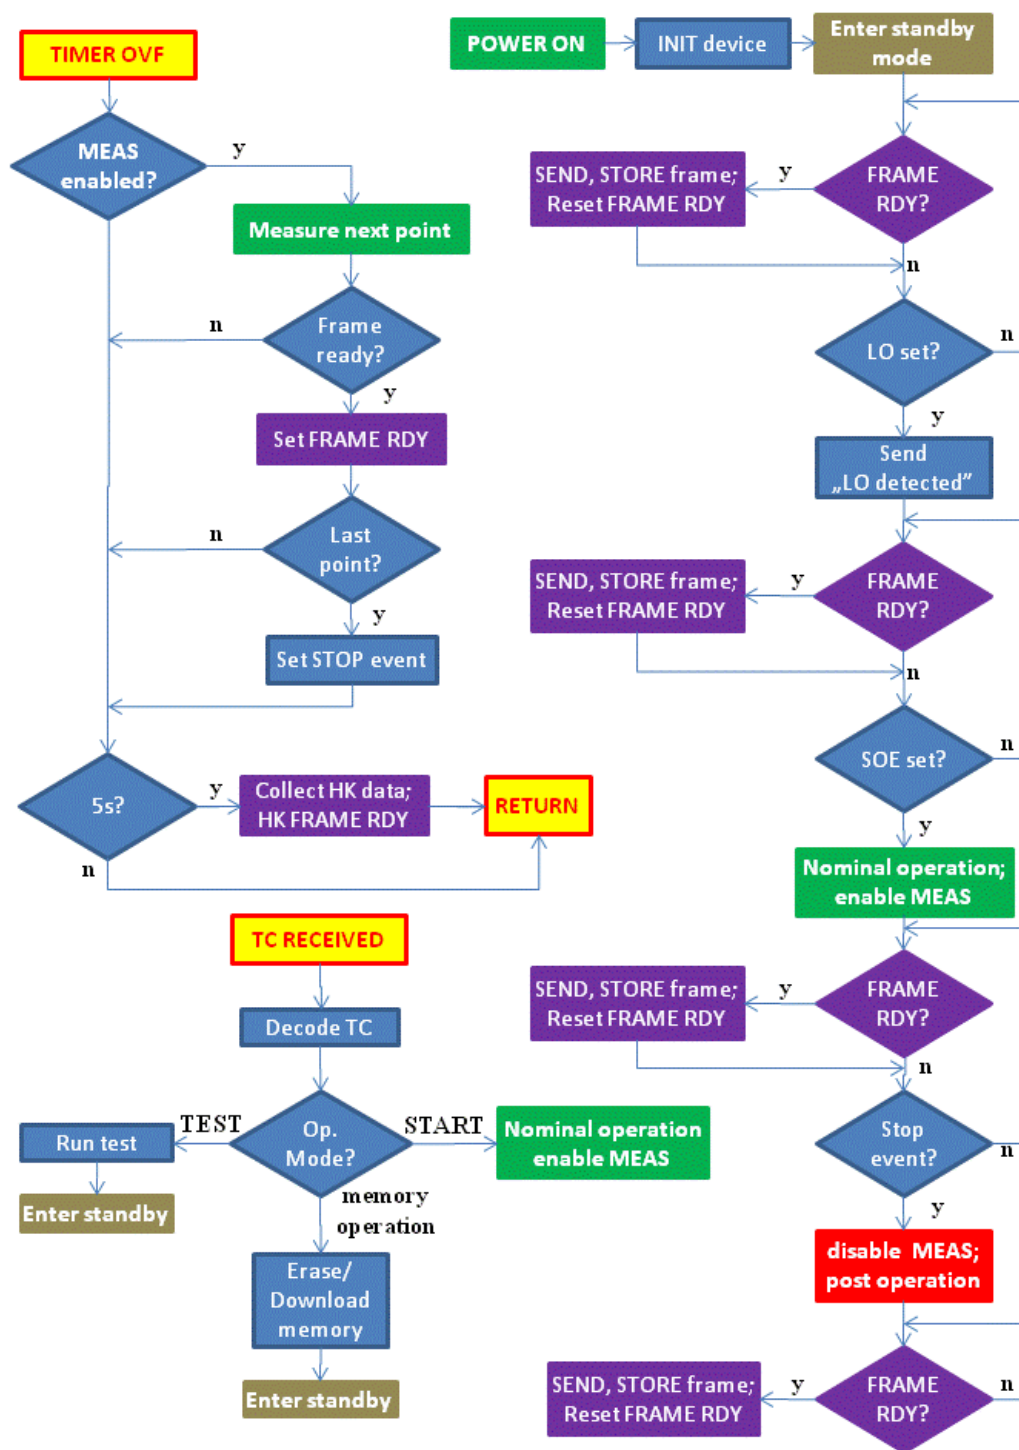 TIMER OVF
MEAS
enabled?
y
Measure next point
n
Frame
ready?
y
Set FRAME RDY
n
Last
point?
y
Set STOP event
5s?
y
Collect HK data;
HK FRAME RDY
RETURN
n
TC RECEIVED
Decode TC
TEST
Op.
Mode?
START
Run test
Nominal operation
enable MEAS
Enter standby
memory
operation
Erase/
Download
memory
Enter standby
POWER ON
INIT device
Enter standby
mode
SEND, STORE frame;
Reset FRAME RDY
y
FRAME
RDY?
n
LO set?
n
y
Send
„LO detected”
SEND, STORE frame;
Reset FRAME RDY
y
FRAME
RDY?
n
SOE set?
n
y
Nominal operation;
enable MEAS
SEND, STORE frame;
Reset FRAME RDY
y
FRAME
RDY?
n
Stop
event?
n
y
disable MEAS;
post operation
SEND, STORE frame;
Reset FRAME RDY
y
FRAME
RDY?
n